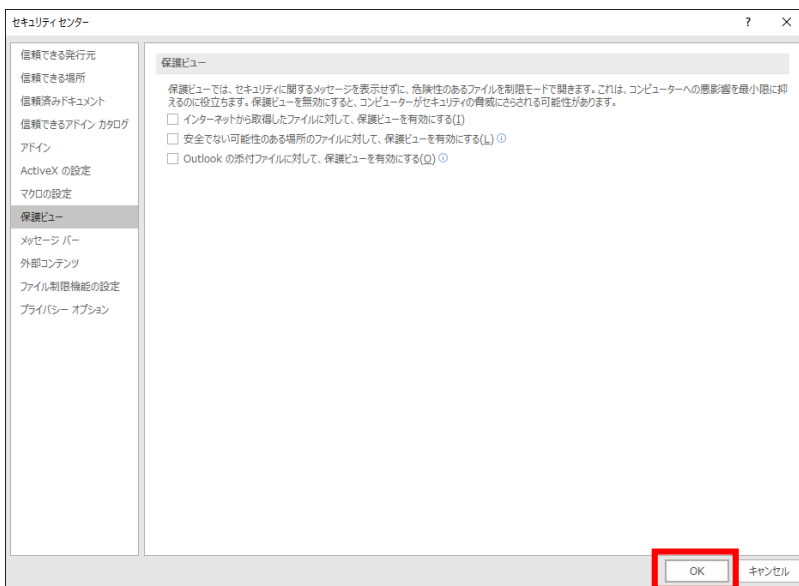 セキュリティ センター
? ×
信頼できる発行元
信頼できる場所
信頼済みドキュメント
信頼できるアドイン カタログ
アドイン
ActiveX の設定
マクロの設定
保護ビュー
メッセージ バー
外部コンテンツ
ファイル制限機能の設定
プライバシー オプション
保護ビュー
保護ビューでは、セキュリティに関するメッセージを表示せずに、危険性のあるファイルを制限モードで開きます。これは、コンピューターへの悪影響を最小限に抑
えるのに役立ちます。保護ビューを無効にすると、コンピューターがセキュリティの脅威にさらされる可能性があります。
インターネットから取得したファイルに対して、保護ビューを有効にする(I)
安全でない可能性のある場所のファイルに対して、保護ビューを有効にする(L)
Outlook の添付ファイルに対して、保護ビューを有効にする(O)
OK
キャンセル